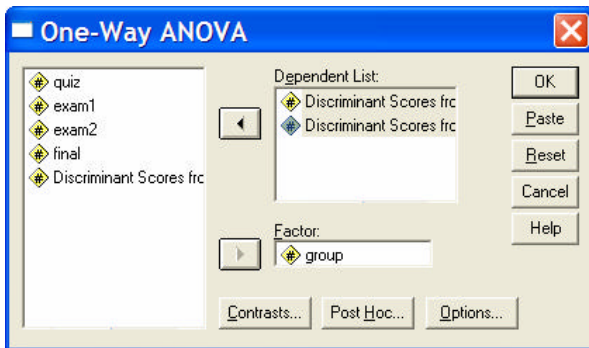 One-Way ANOVA
quiz
exam1
exam2
final
Discriminant Scores frc
Dependent List:
Discriminant Scores frc
Discriminant Scores frc
Factor:
group
OK
Paste
Reset
Cancel
Help
Contrasts...
Post Hoc...
Options...